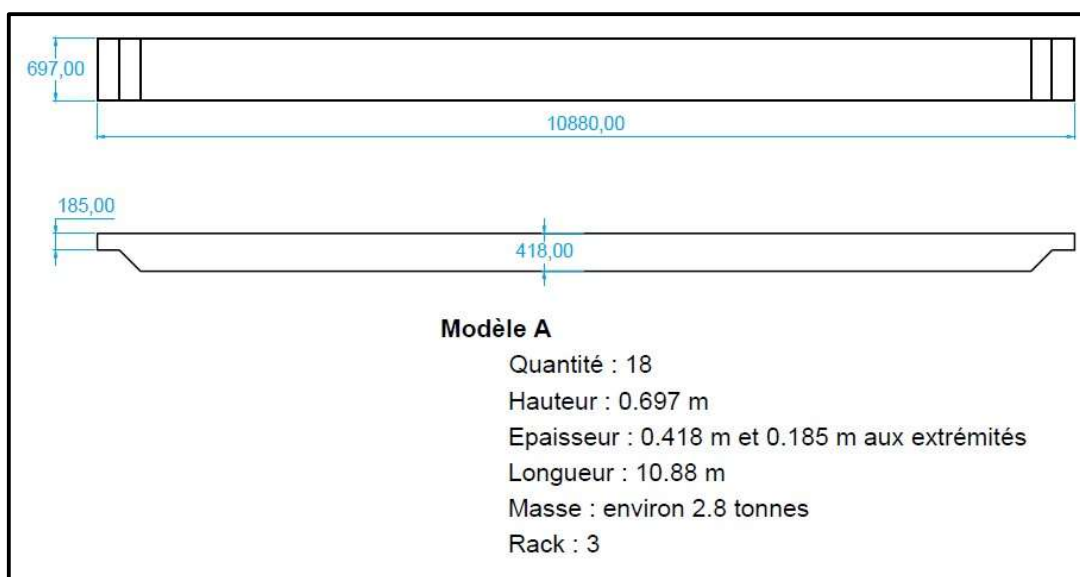 697,00
10880,00
185,00
418,00
Modèle A
Quantité : 18
Hauteur : 0.697 m
Epaisseur : 0.418 m et 0.185 m aux extrémités
Longueur : 10.88 m
Masse : environ 2.8 tonnes
Rack : 3